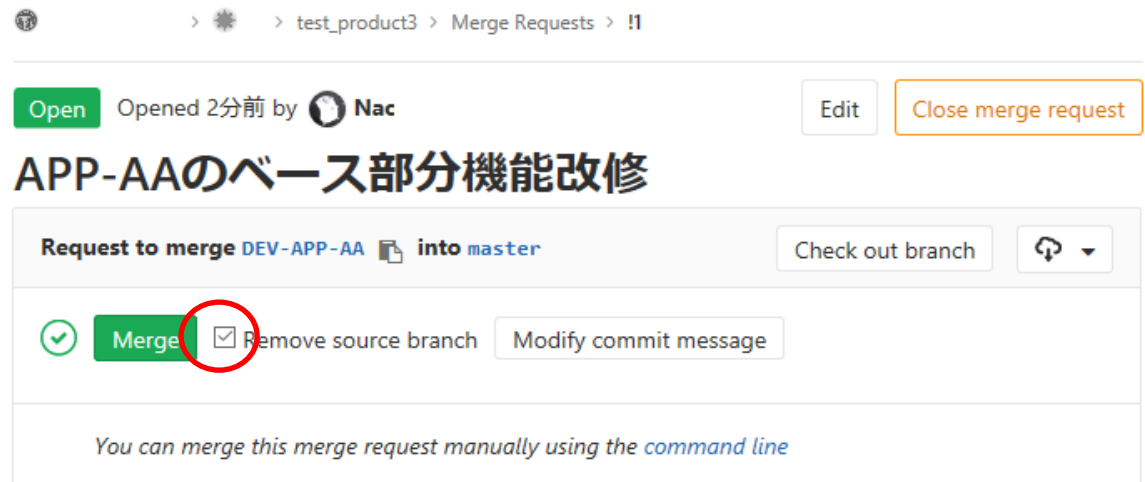 > > test_product3 > Merge Requests > !1
Open Opened 2分前 by Nac Edit Close merge request
APP-AAのベース部分機能改修
Request to merge DEV-APP-AA into master Check out branch
Merge Remove source branch Modify commit message
You can merge this merge request manually using the command line